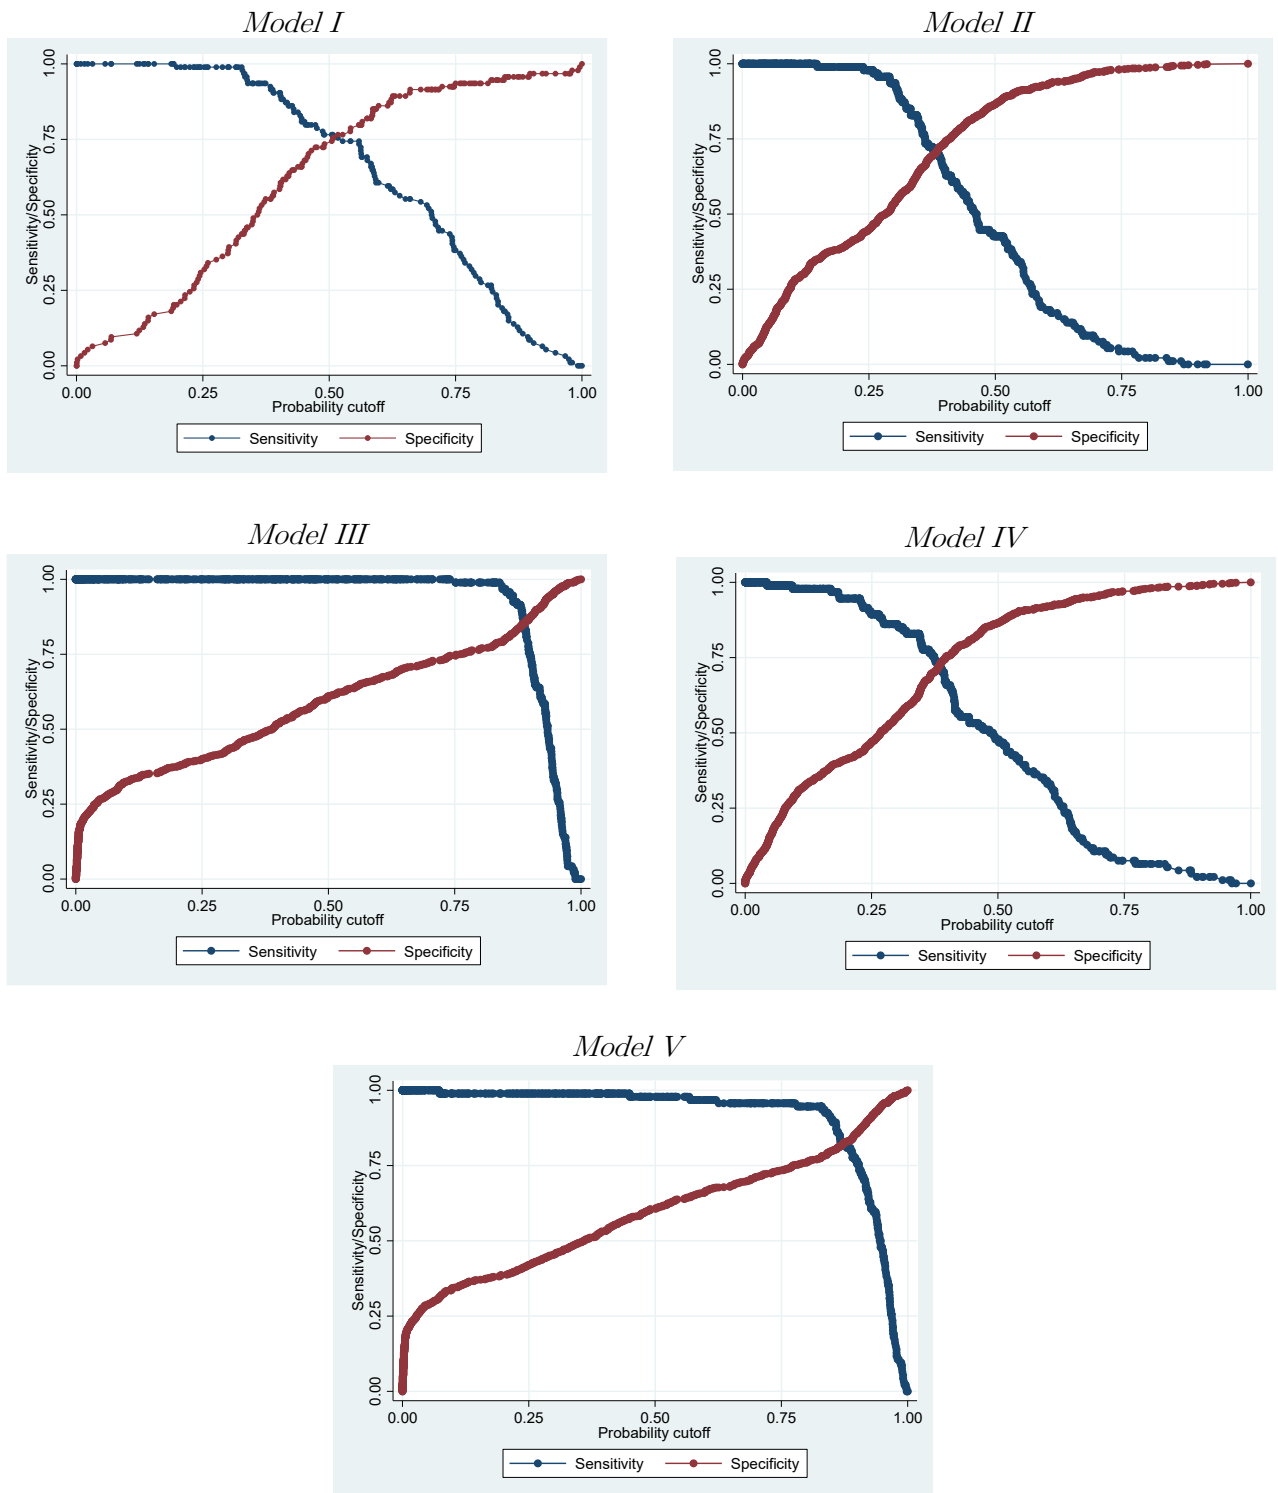 Model I
Sensitivity/Specificity
1.00
0.75
0.50
0.25
0.00
0.00 0.25 0.50 0.75 1.00
Probability cutoff
Sensitivity Specificity
Model II
Sensitivity/Specificity
1.00
0.75
0.50
0.25
0.00
0.00 0.25 0.50 0.75 1.00
Probability cutoff
Sensitivity Specificity
Model III
Sensitivity/Specificity
1.00
0.75
0.50
0.25
0.00
0.00 0.25 0.50 0.75 1.00
Probability cutoff
Sensitivity Specificity
Model IV
Sensitivity/Specificity
1.00
0.75
0.50
0.25
0.00
0.00 0.25 0.50 0.75 1.00
Probability cutoff
Sensitivity Specificity
Model V
Sensitivity/Specificity
1.00
0.75
0.50
0.25
0.00
0.00 0.25 0.50 0.75 1.00
Probability cutoff
Sensitivity Specificity